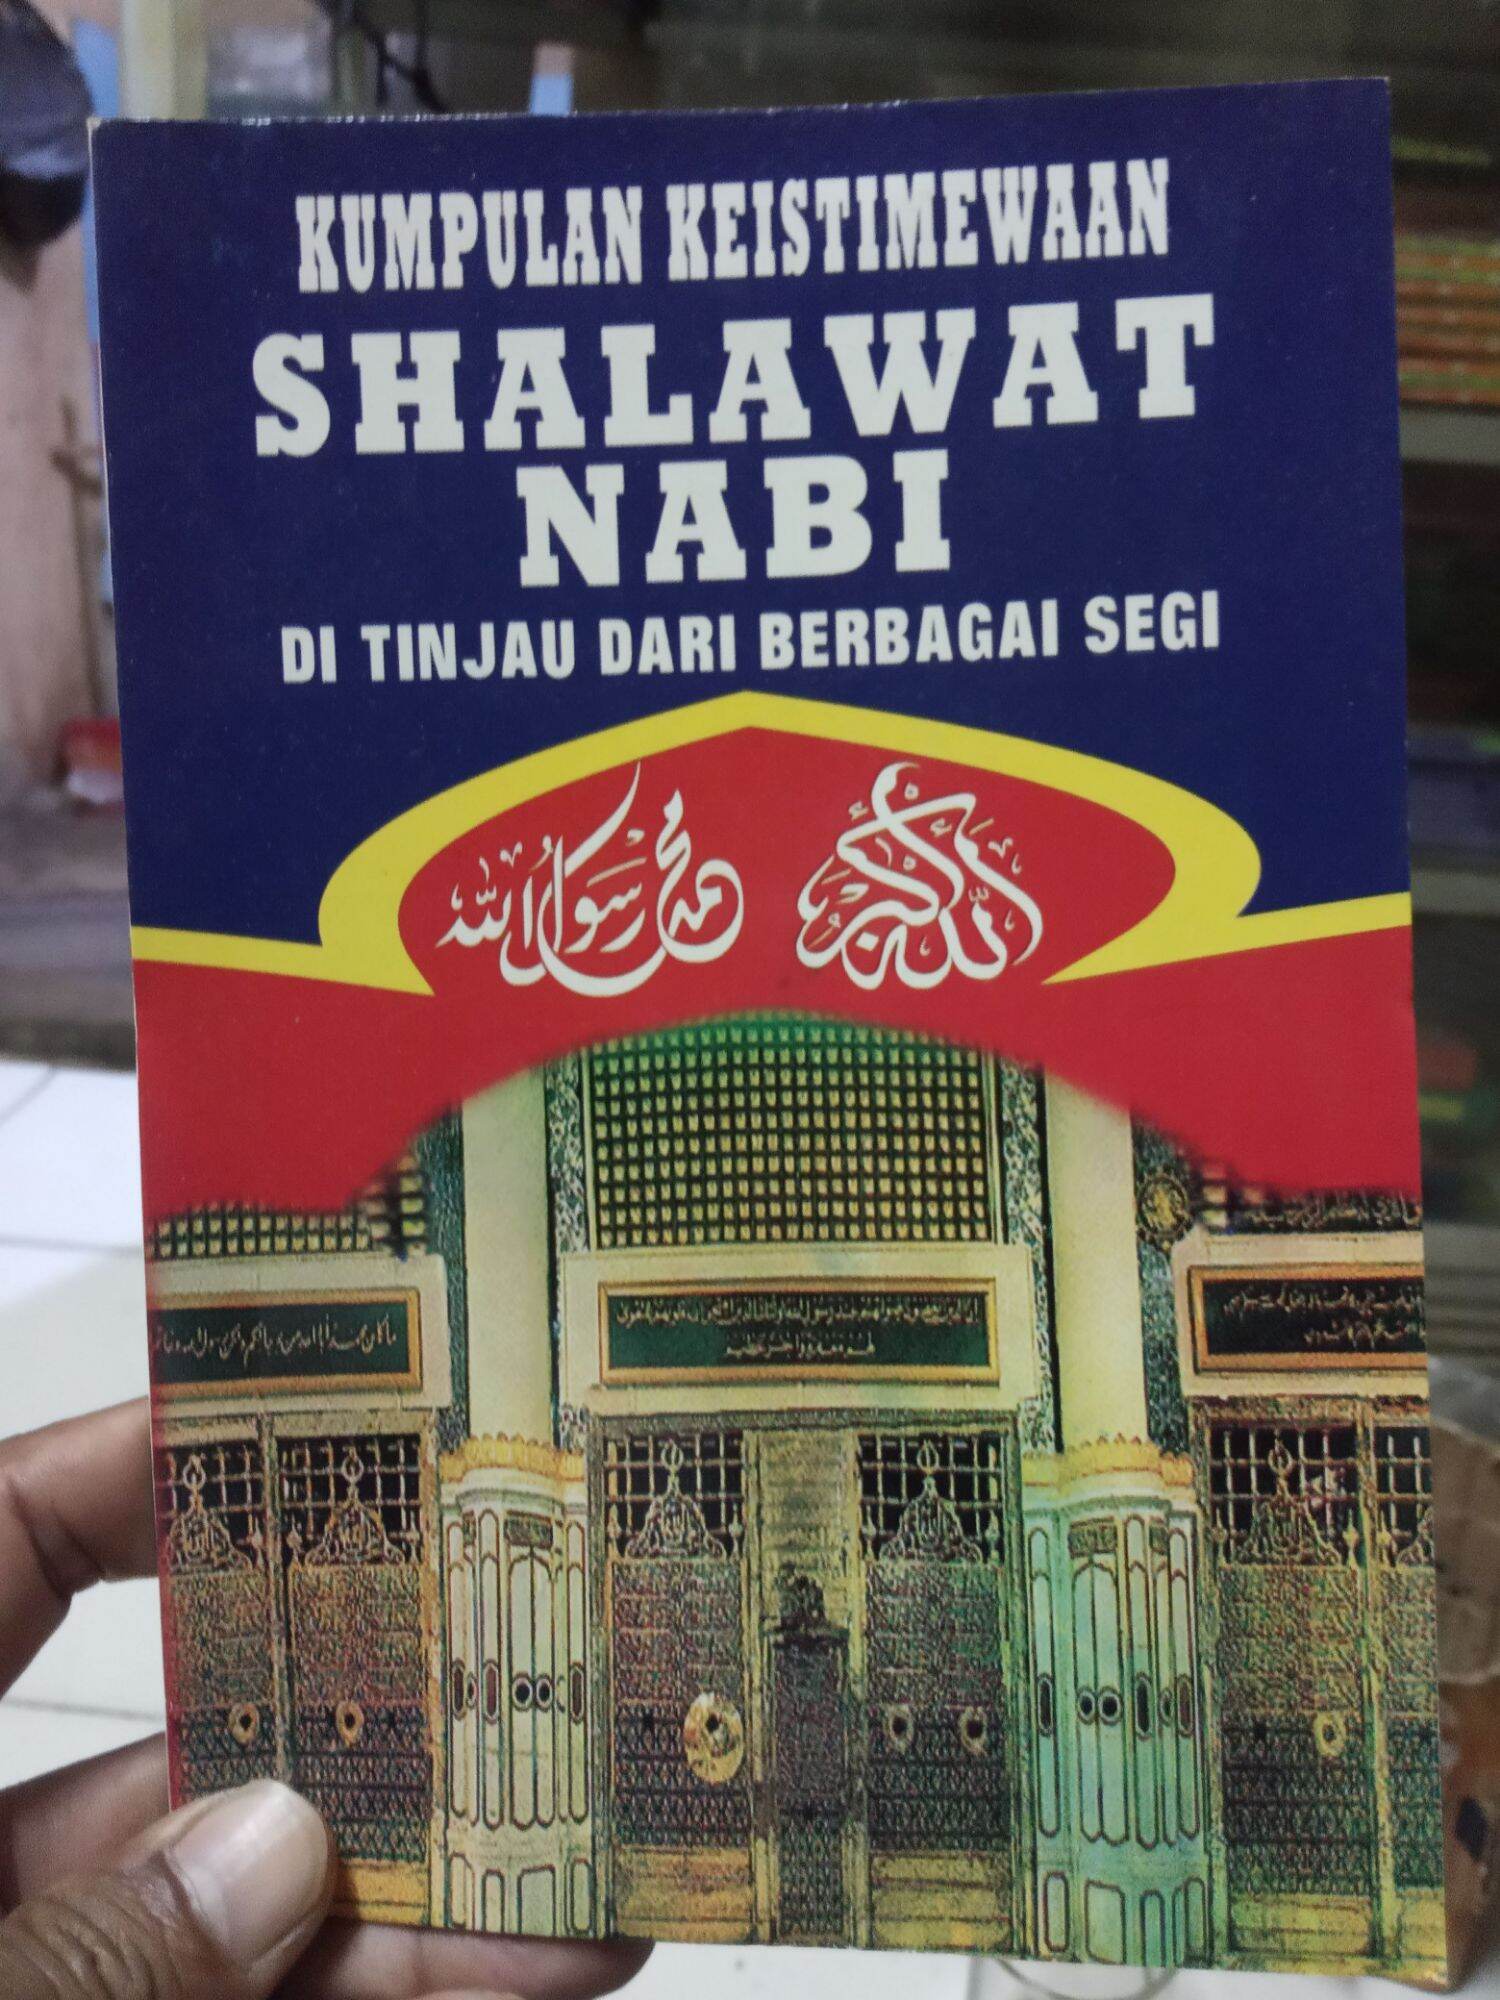 KUMPULAN KEISTIMEWAAN
SHALAWAT
NABI
DI TINJAU DARI BERBAGAI SEGI
الله أكبر
محمد رسول الله